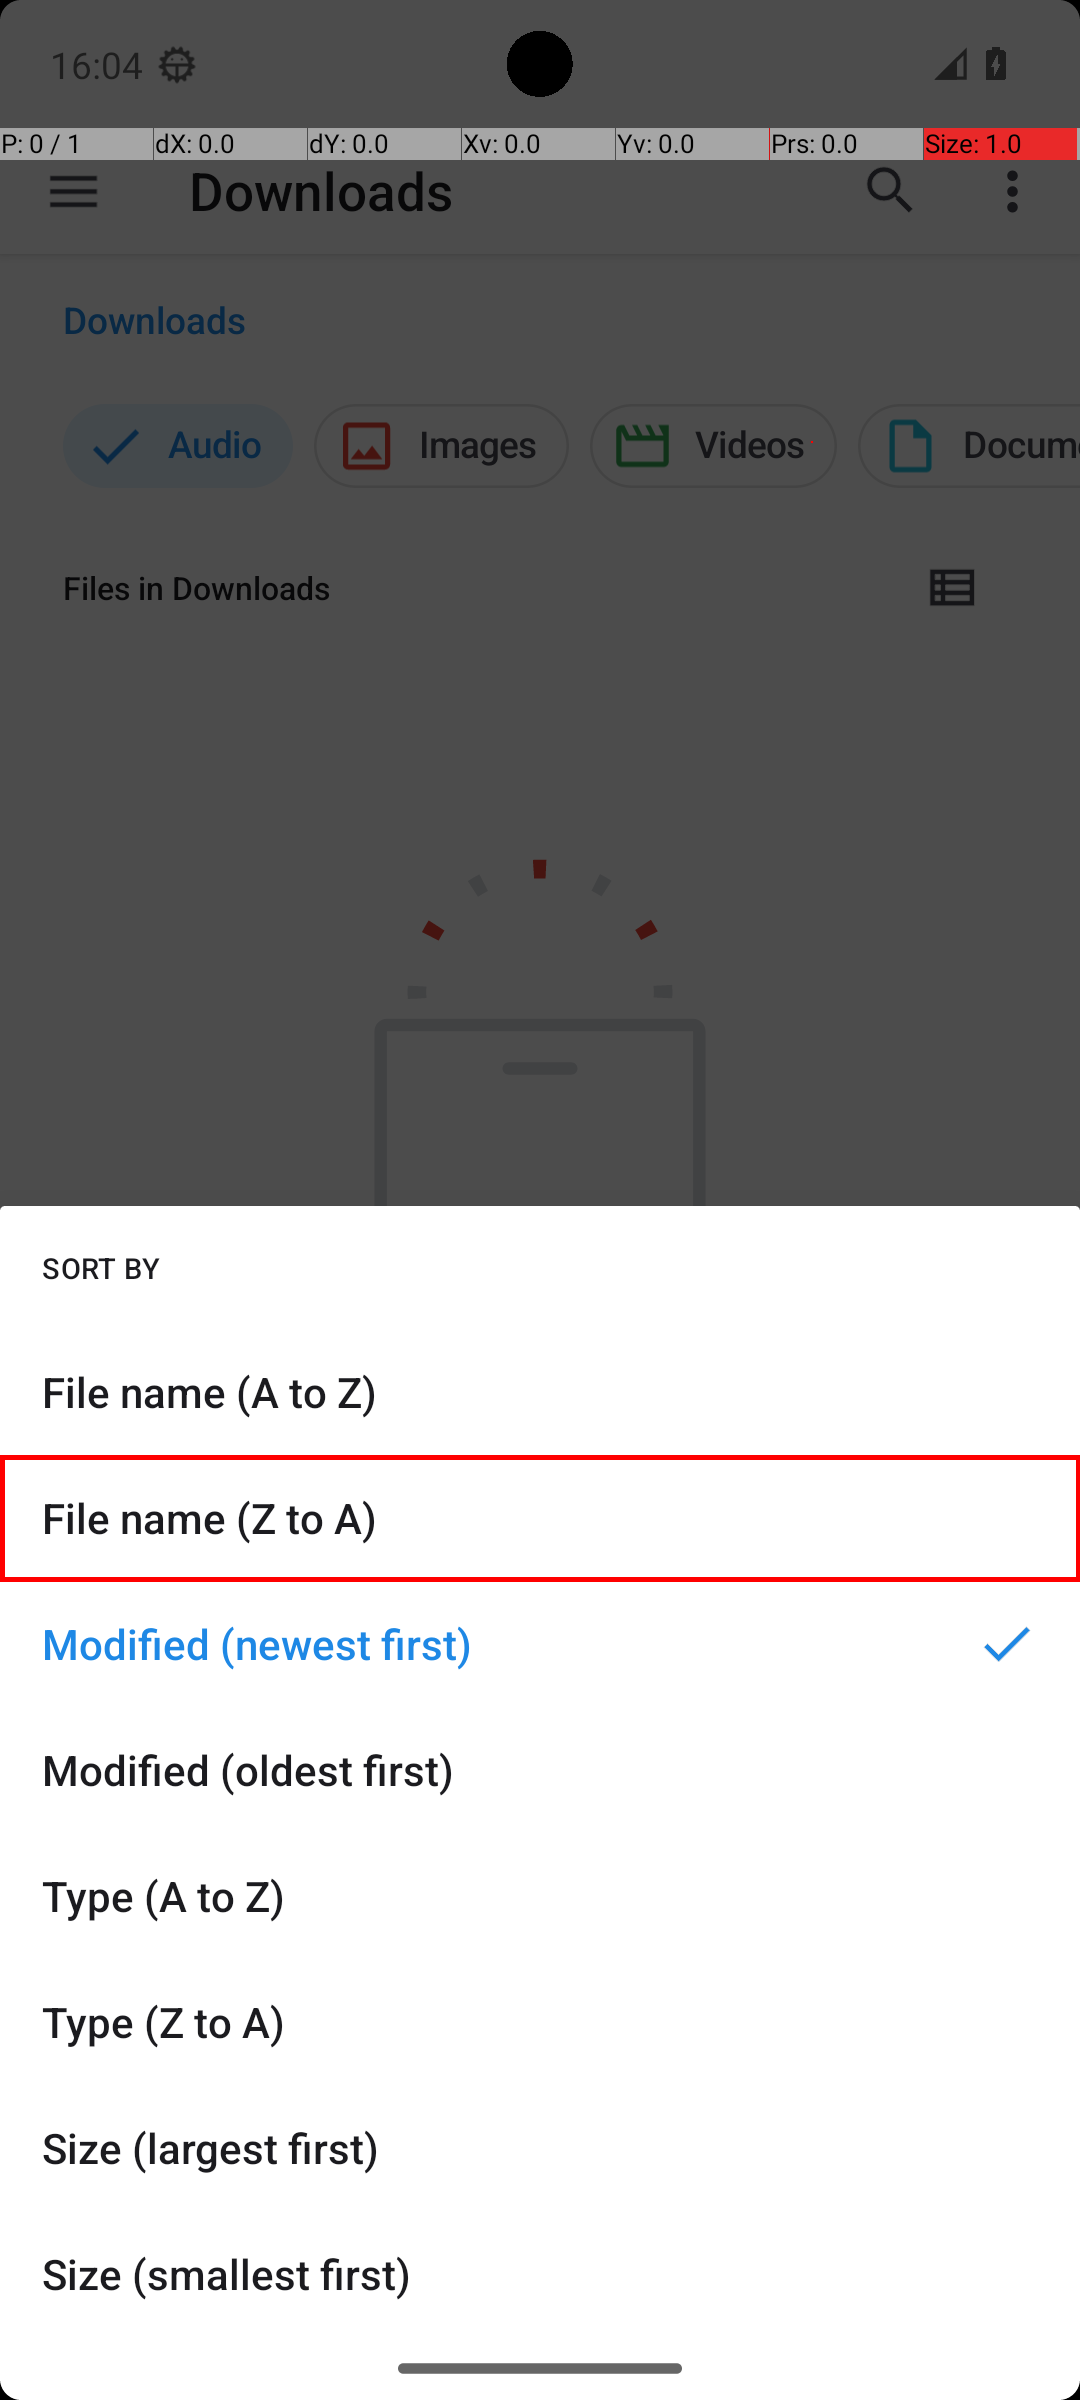 16:04
P: 0 / 1 dX: 0.0 dY: 0.0 Xv: 0.0 Yv: 0.0 Prs: 0.0 Size: 1.0
Downloads
Downloads
Audio Images Videos Docum
Files in Downloads
SORT BY
File name (A to Z)
File name (Z to A)
Modified (newest first)
Modified (oldest first)
Type (A to Z)
Type (Z to A)
Size (largest first)
Size (smallest first)